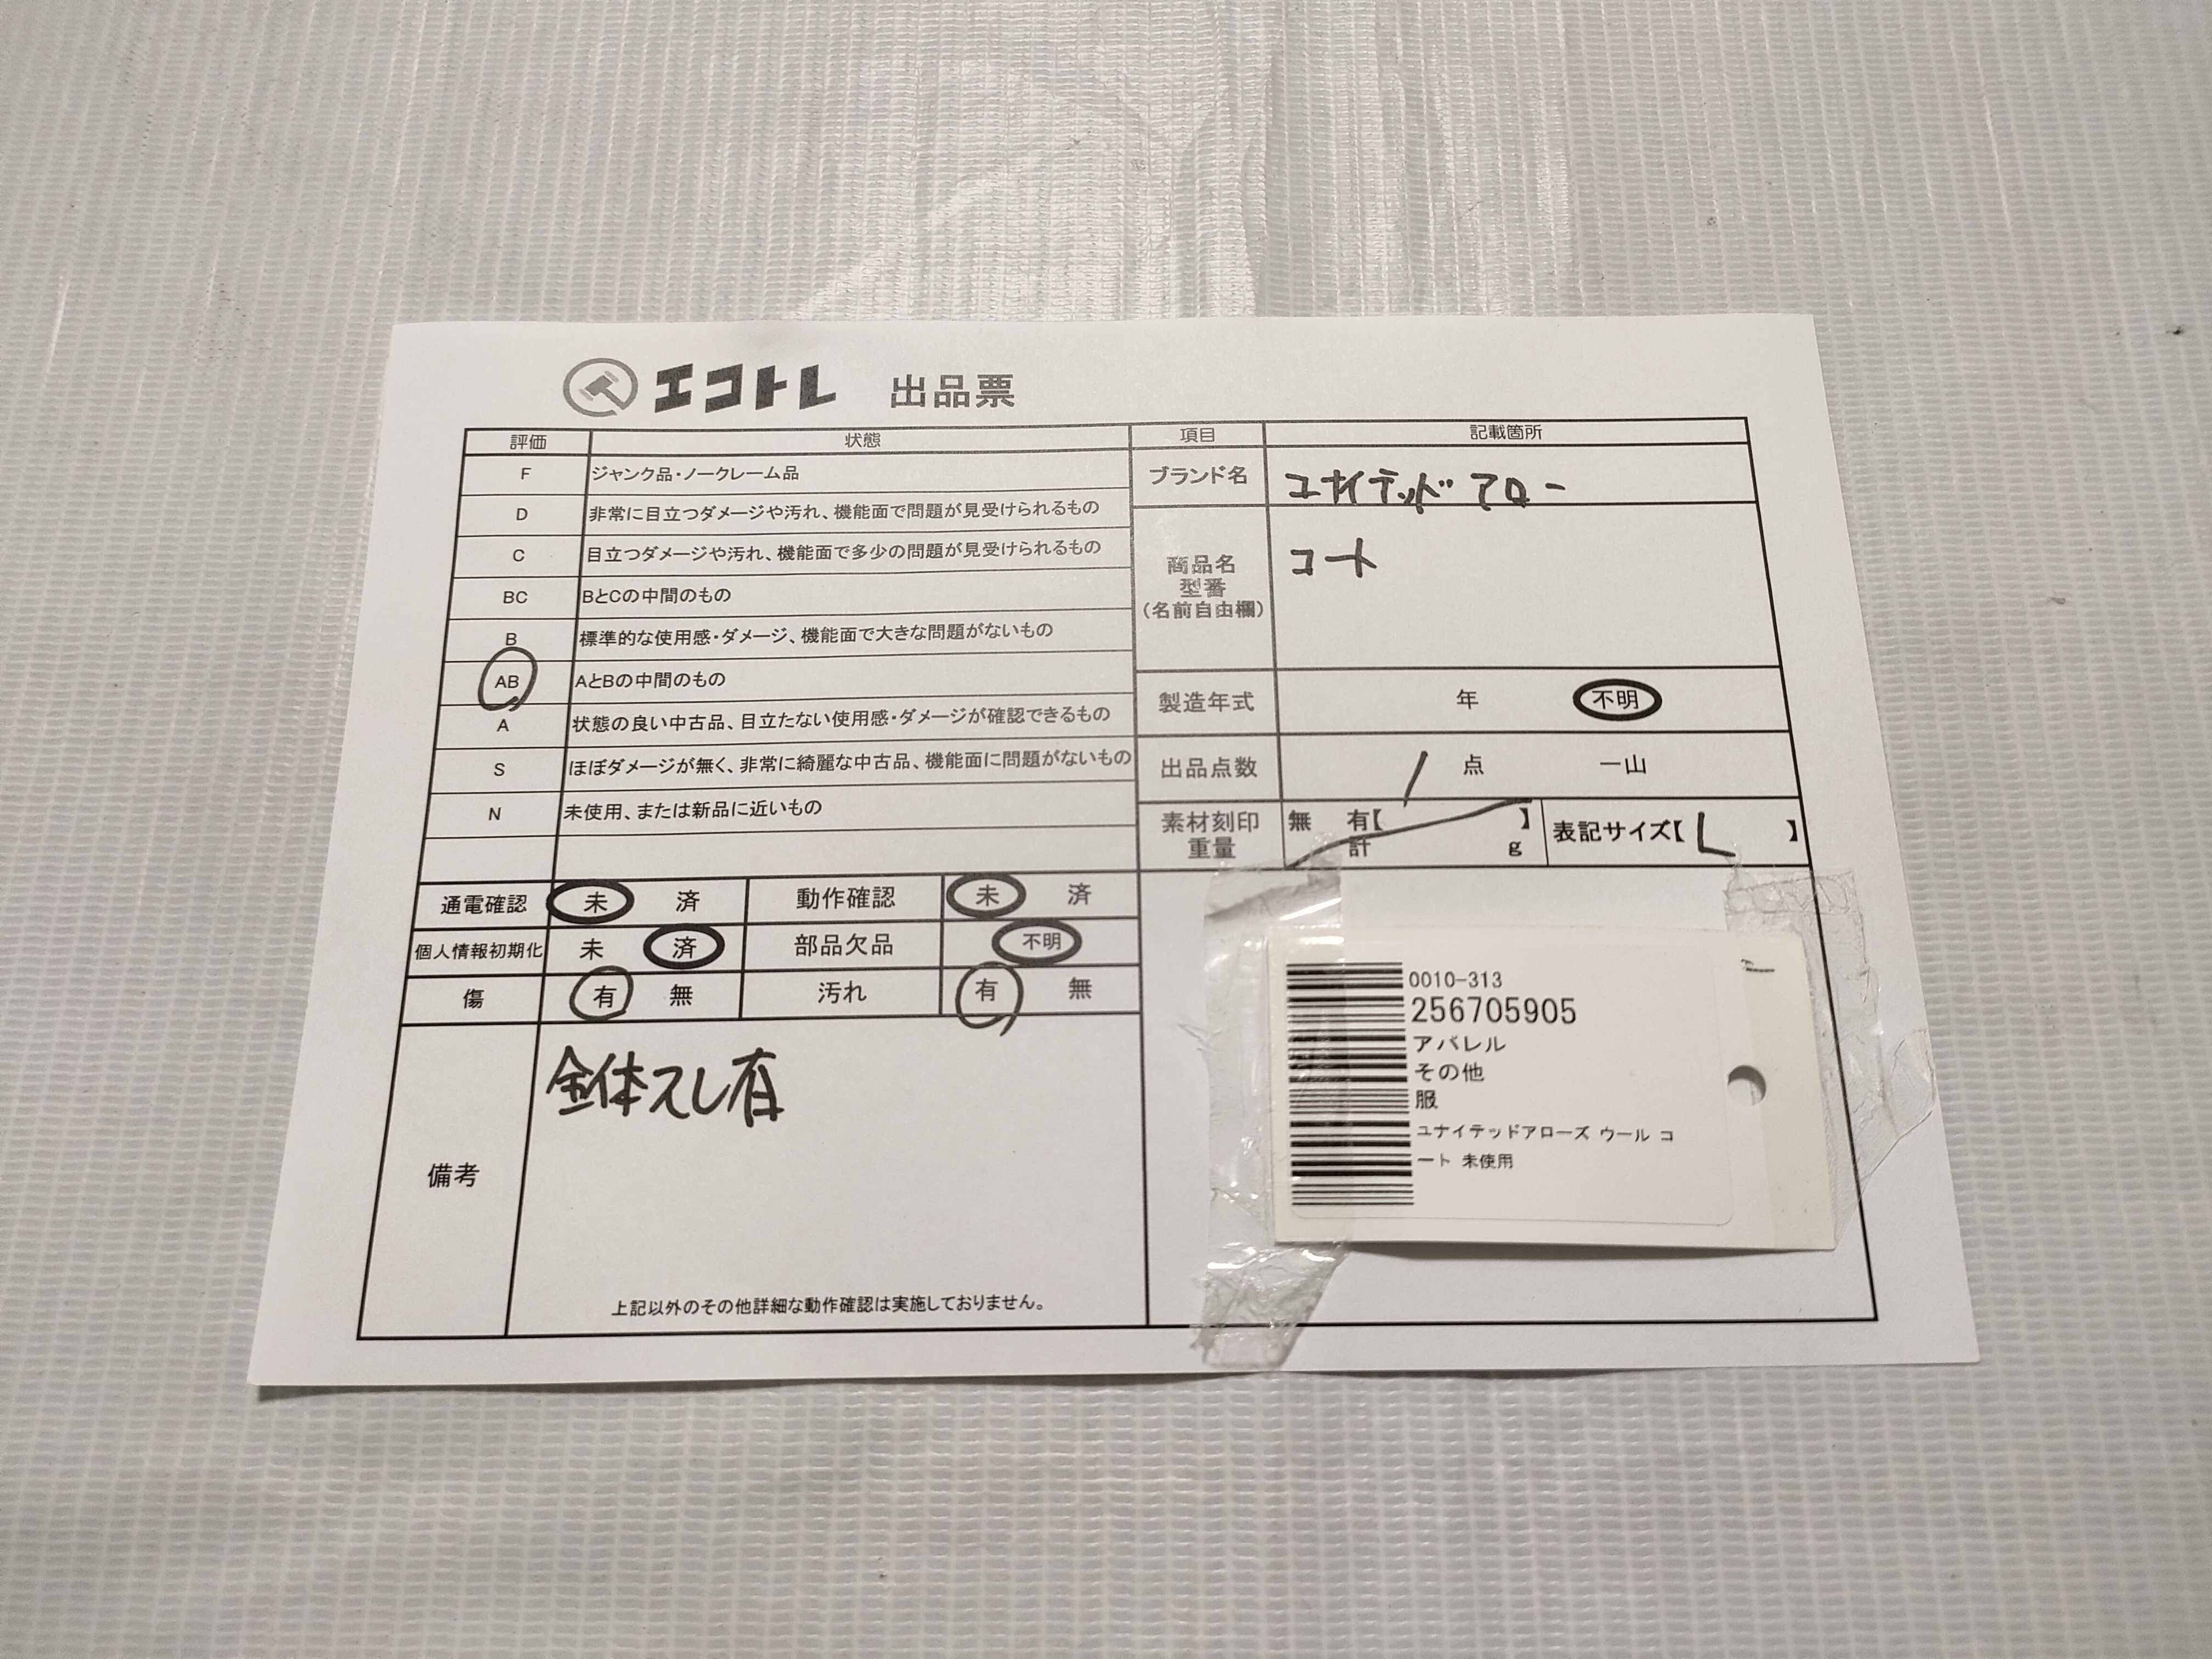 エコトレ 出品票
評価 状態 項目 記載箇所
F ジャンク品・ノークレーム品
D 非常に目立つダメージや汚れ、機能面で問題が見受けられるもの
C 目立つダメージや汚れ、機能面で多少の問題が見受けられるもの
BC BとCの中間のもの
B 標準的な使用感・ダメージ、機能面で大きな問題がないもの
AB AとBの中間のもの
A 状態の良い中古品、目立たない使用感・ダメージが確認できるもの
S ほぼダメージが無く、非常に綺麗な中古品、機能面に問題がないもの
N 未使用、または新品に近いもの
ブランド名 ユナイテッドアロー
商品名
型番
(名前自由欄)
コート
製造年式 年 不明
出品点数 1 点 一山
素材刻印 無 有【 】
重量 計 g
表記サイズ【 L 】
通電確認 未 済 動作確認 未 済
個人情報初期化 未 済 部品欠品 不明
傷 有 無 汚れ 有 無
備考
全体スレ有
上記以外のその他詳細な動作確認は実施しておりません。
0010-313
256705905
アパレル
その他
服
ユナイテッドアローズ ウール コ
ート 未使用